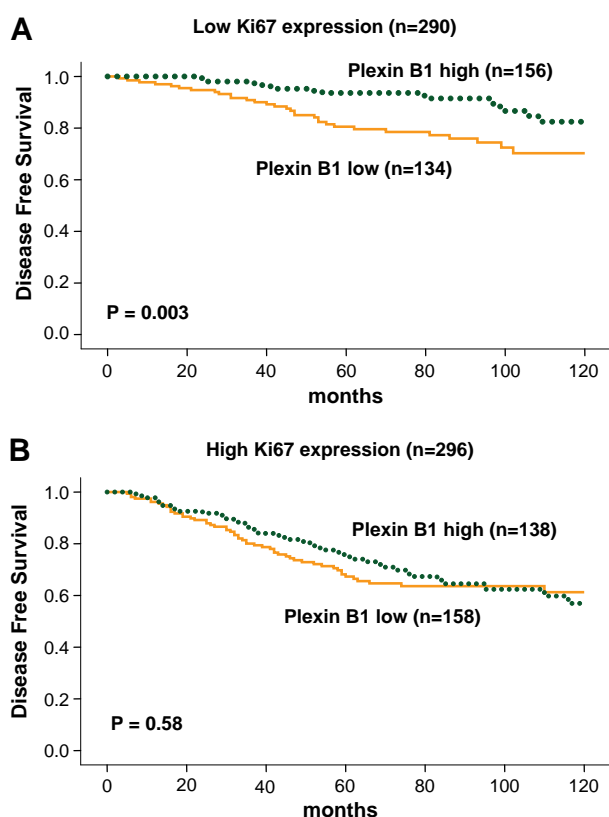 A
Low Ki67 expression (n=290)
Plexin B1 high (n=156)
Plexin B1 low (n=134)
Disease Free Survival
1.0
0.8
0.6
0.4
0.2
0.0
P = 0.003
0 20 40 60 80 100 120
months
B
High Ki67 expression (n=296)
Plexin B1 high (n=138)
Plexin B1 low (n=158)
Disease Free Survival
1.0
0.8
0.6
0.4
0.2
0.0
P = 0.58
0 20 40 60 80 100 120
months